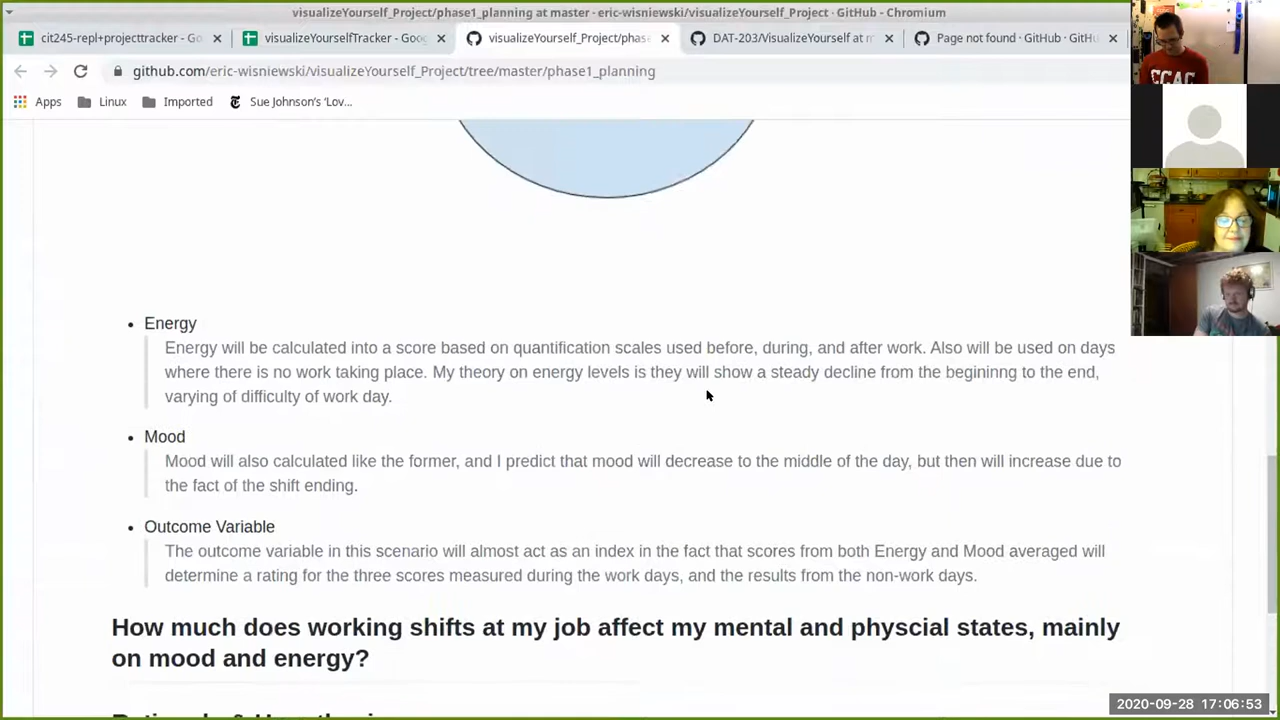 visualizeYourself_Project/phase1_planning at master · eric-wisniewski/visualizeYourself_Project · GitHub - Chromium
cit245-repl+projecttracker - Go
visualizeYourselfTracker - Goog
visualizeYourself_Project/phase
DAT-203/VisualizeYourself at m
Page not found · GitHub · GitHu
github.com/eric-wisniewski/visualizeYourself_Project/tree/master/phase1_planning
Apps
Linux
Imported
Sue Johnson's 'Lov...
CCAC
Energy
Energy will be calculated into a score based on quantification scales used before, during, and after work. Also will be used on days
where there is no work taking place. My theory on energy levels is they will show a steady decline from the begininng to the end,
varying of difficulty of work day.
Mood
Mood will also calculated like the former, and I predict that mood will decrease to the middle of the day, but then will increase due to
the fact of the shift ending.
Outcome Variable
The outcome variable in this scenario will almost act as an index in the fact that scores from both Energy and Mood averaged will
determine a rating for the three scores measured during the work days, and the results from the non-work days.
How much does working shifts at my job affect my mental and physcial states, mainly
on mood and energy?
2020-09-28 17:06:53